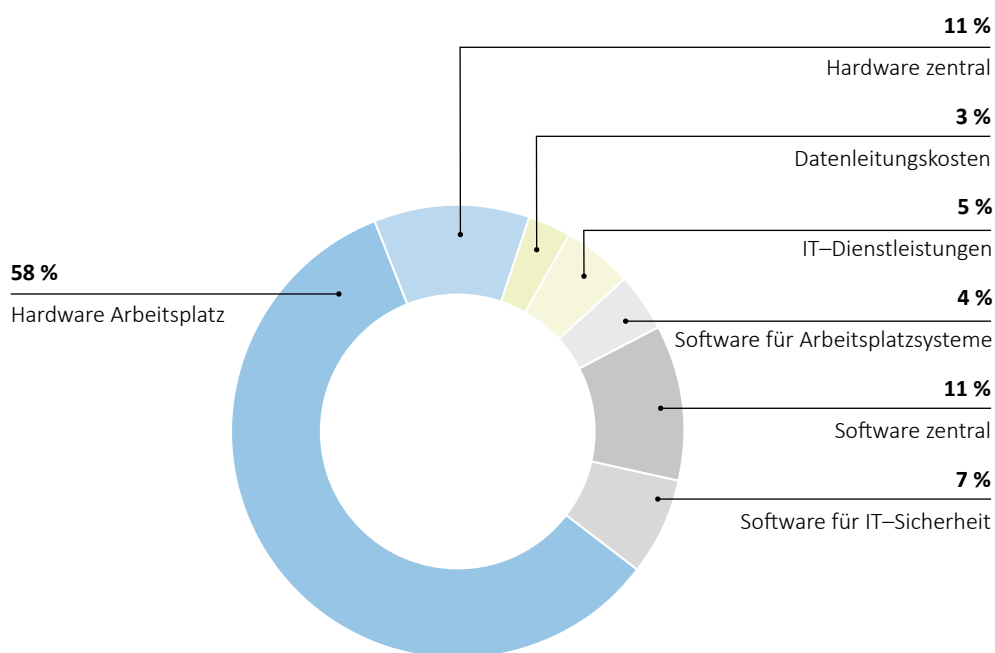 11 %
Hardware zentral
3 %
Datenleitungskosten
5 %
IT–Dienstleistungen
58 %
Hardware Arbeitsplatz
4 %
Software für Arbeitsplatzsysteme
11 %
Software zentral
7 %
Software für IT–Sicherheit